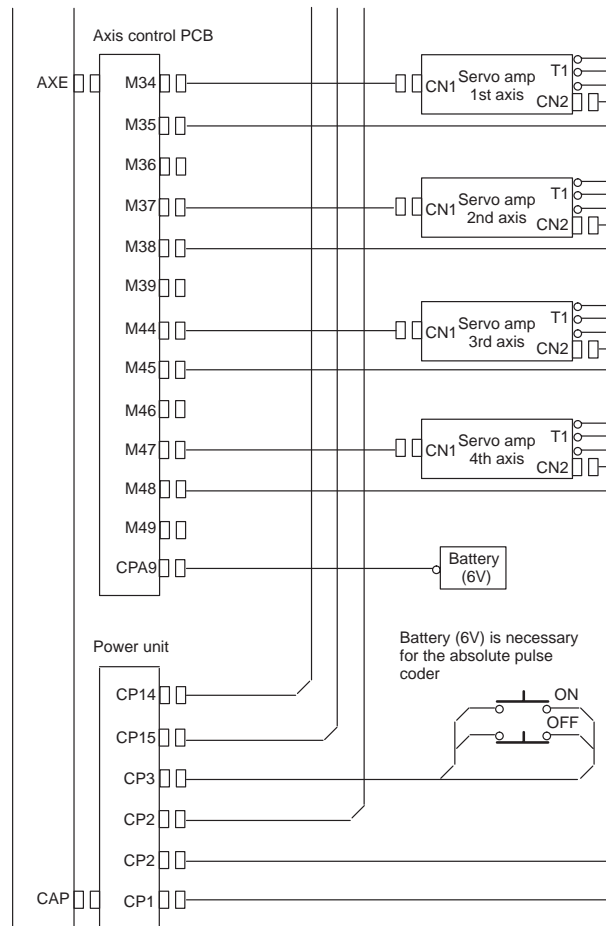 Axis control PCB
AXE
M34
CN1
Servo amp
1st axis
T1
CN2
M35
M36
M37
CN1
Servo amp
2nd axis
T1
CN2
M38
M39
M44
CN1
Servo amp
3rd axis
T1
CN2
M45
M46
M47
CN1
Servo amp
4th axis
T1
CN2
M48
M49
CPA9
Battery
(6V)
Power unit
Battery (6V) is necessary
for the absolute pulse
coder
CP14
ON
OFF
CP15
CP3
CP2
CP2
CAP
CP1